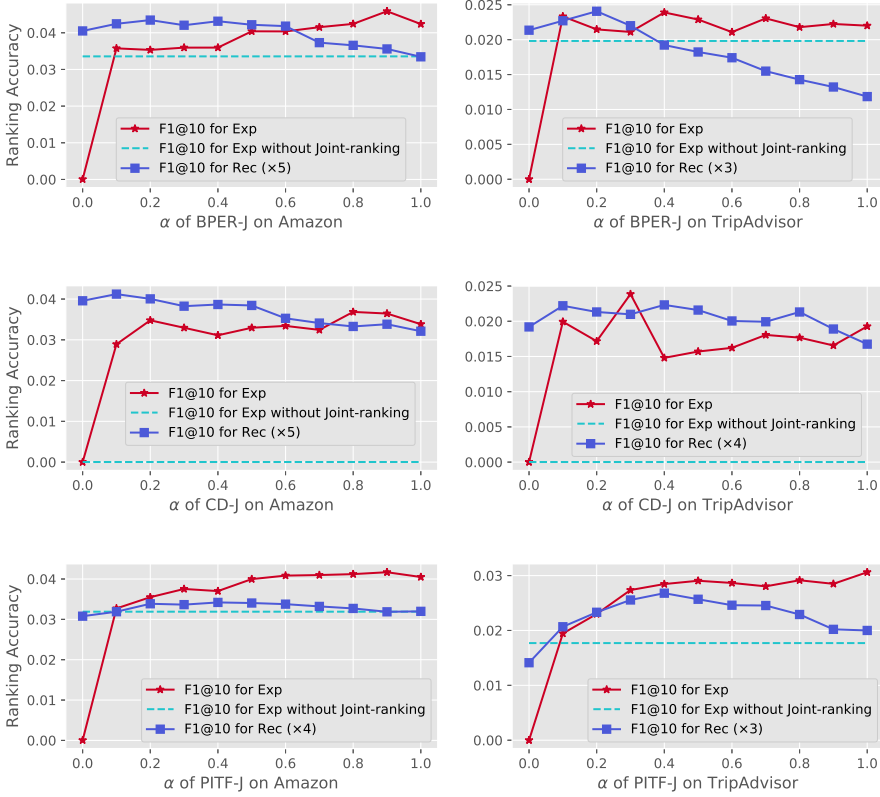 Ranking Accuracy
0.04
0.03
0.02
0.01
0.00
F1@10 for Exp
F1@10 for Exp without Joint-ranking
F1@10 for Rec (×5)
0.0 0.2 0.4 0.6 0.8 1.0
α of BPER-J on Amazon
0.025
0.020
0.015
0.010
0.005
0.000
F1@10 for Exp
F1@10 for Exp without Joint-ranking
F1@10 for Rec (×3)
0.0 0.2 0.4 0.6 0.8 1.0
α of BPER-J on TripAdvisor
Ranking Accuracy
0.04
0.03
0.02
0.01
0.00
F1@10 for Exp
F1@10 for Exp without Joint-ranking
F1@10 for Rec (×5)
0.0 0.2 0.4 0.6 0.8 1.0
α of CD-J on Amazon
0.025
0.020
0.015
0.010
0.005
0.000
F1@10 for Exp
F1@10 for Exp without Joint-ranking
F1@10 for Rec (×4)
0.0 0.2 0.4 0.6 0.8 1.0
α of CD-J on TripAdvisor
Ranking Accuracy
0.04
0.03
0.02
0.01
0.00
F1@10 for Exp
F1@10 for Exp without Joint-ranking
F1@10 for Rec (×4)
0.0 0.2 0.4 0.6 0.8 1.0
α of PITF-J on Amazon
0.03
0.02
0.01
0.00
F1@10 for Exp
F1@10 for Exp without Joint-ranking
F1@10 for Rec (×3)
0.0 0.2 0.4 0.6 0.8 1.0
α of PITF-J on TripAdvisor